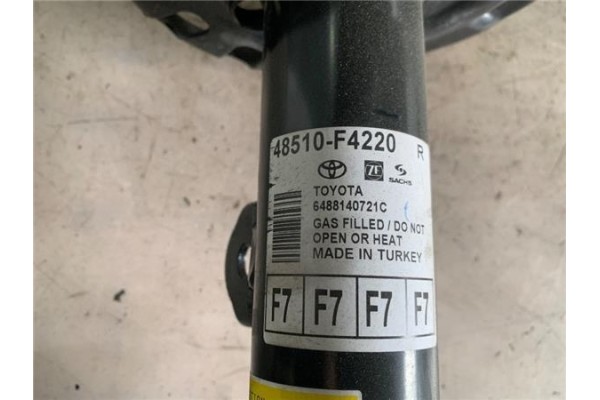 48510-F4220 R
ZF SACHS
TOYOTA
6488140721C
GAS FILLED / DO NOT
OPEN OR HEAT
MADE IN TURKEY
F7 F7 F7 F7